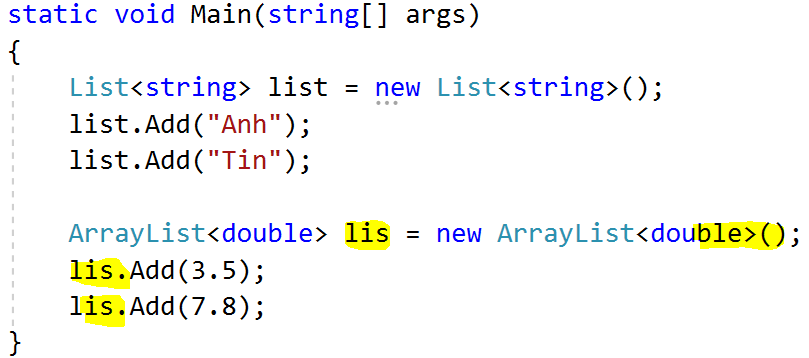 static void Main(string[] args)
{
List<string> list = new List<string>();
list.Add("Anh");
list.Add("Tin");
ArrayList<double> lis = new ArrayList<double>();
lis.Add(3.5);
lis.Add(7.8);
}